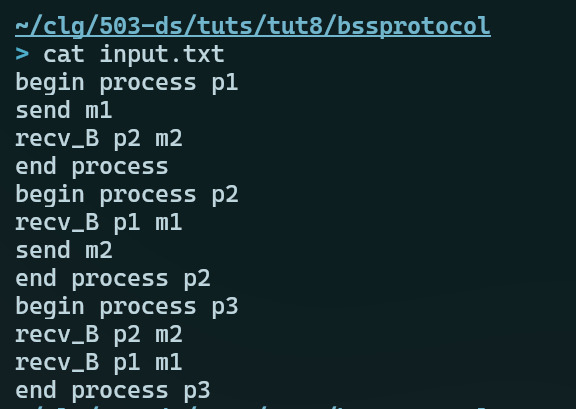 ~/clg/503-ds/tuts/tut8/bssprotocol
> cat input.txt
begin process p1
send m1
recv_B p2 m2
end process
begin process p2
recv_B p1 m1
send m2
end process p2
begin process p3
recv_B p2 m2
recv_B p1 m1
end process p3